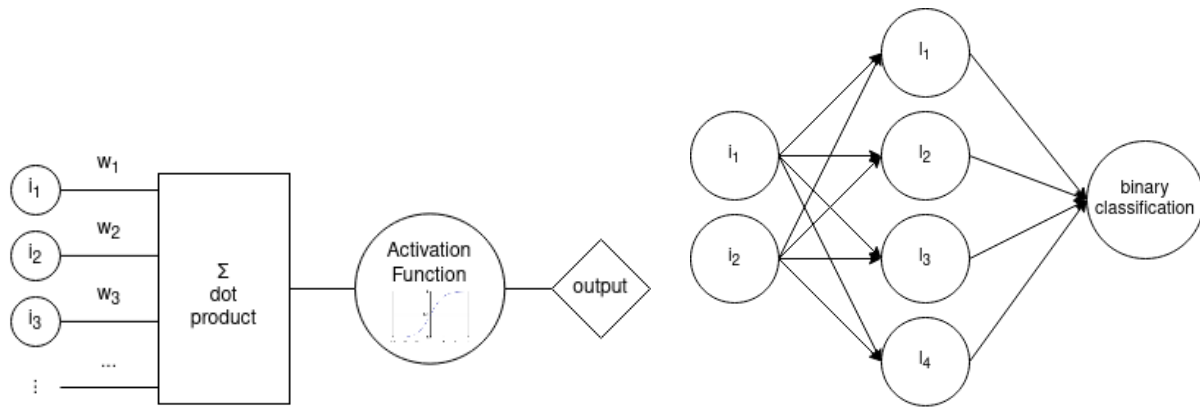 w₁
i₁
w₂
i₂
w₃
i₃
...
⋮
Σ
dot
product
Activation
Function
output
i₁
i₂
l₁
l₂
l₃
l₄
binary
classification